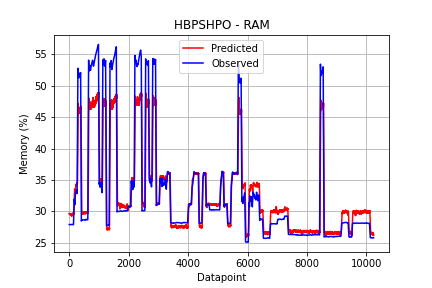 HBPSHPO - RAM
Predicted
Observed
Memory (%)
55
50
45
40
35
30
25
0
2000
4000
6000
8000
10000
Datapoint